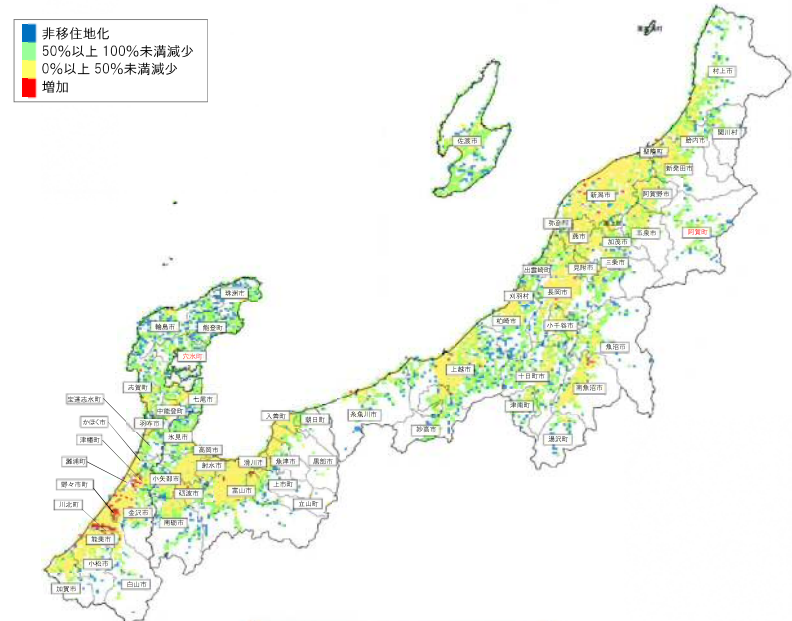 非移住地化
50%以上 100%未満減少
0%以上 50%未満減少
増加
村上市
関川村
胎内市
聖籠町
新発田市
佐渡市
新潟市
阿賀野市
弥彦村
燕市
加茂市
五泉市
阿賀町
三条市
出雲崎町
見附市
長岡市
刈羽村
柏崎市
小千谷市
魚沼市
上越市
十日町市
南魚沼市
津南町
湯沢町
糸魚川市
妙高市
珠洲市
輪島市
能登町
穴水町
志賀町
七尾市
中能登町
宝達志水町
羽咋市
かほく市
氷見市
津幡町
高岡市
入善町
朝日町
射水市
滑川市
魚津市
黒部市
小矢部市
砺波市
富山市
上市町
立山町
野々市町
金沢市
川北町
南砺市
能美市
小松市
白山市
加賀市